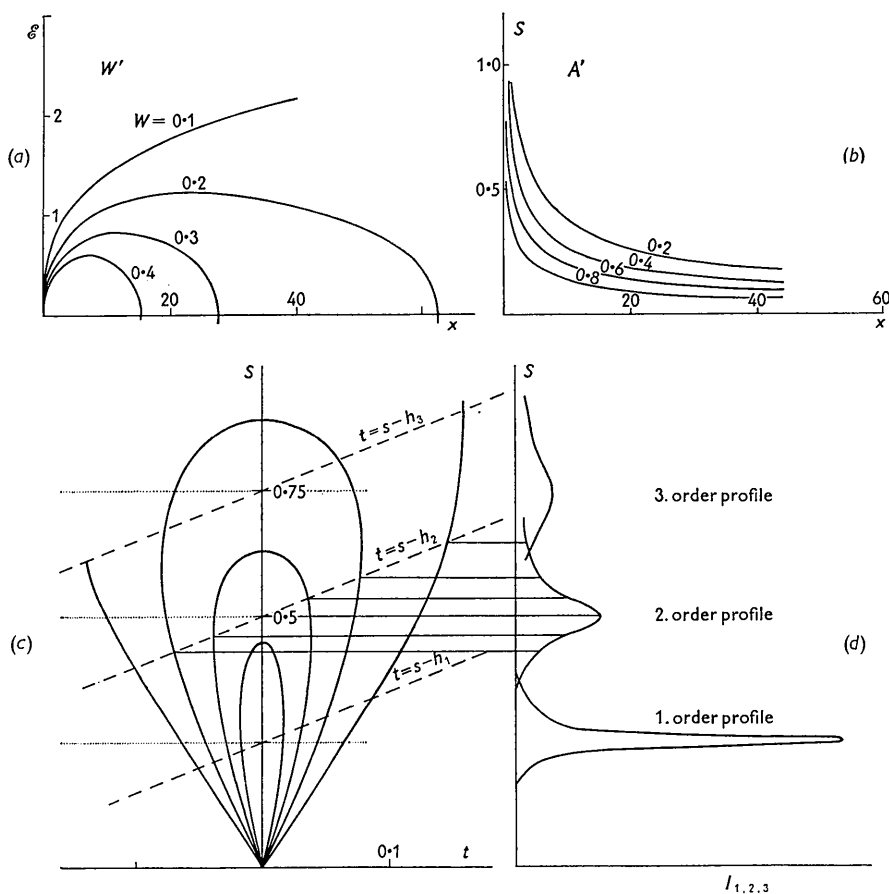 ℰ
W′
2
W = 0·1
(a)
0·2
1
0·3
0·4
20
40
x
S
1·0
A′
(b)
0·5
0·2
0·4
0·6
0·8
20
40
60
x
S
t=s-h₃
0·75
t=s-h₂
0·5
(c)
t=s-h₁
0·1
t
S
3. order profile
2. order profile
(d)
1. order profile
I₁,₂,₃